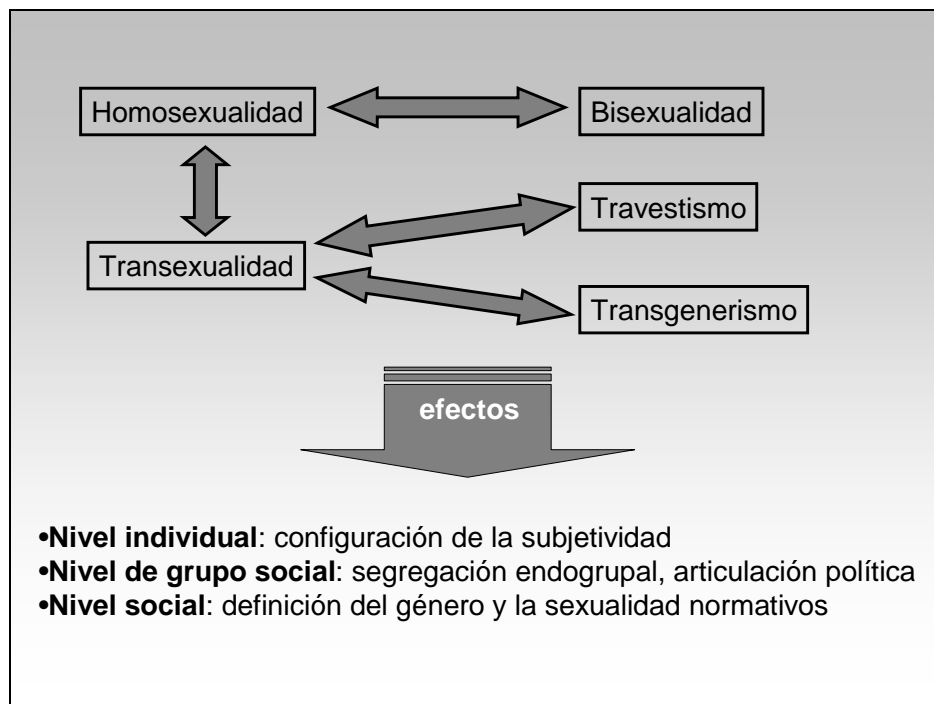 Homosexualidad
Bisexualidad
Travestismo
Transexualidad
Transgenerismo
efectos
•Nivel individual: configuración de la subjetividad
•Nivel de grupo social: segregación endogrupal, articulación política
•Nivel social: definición del género y la sexualidad normativos